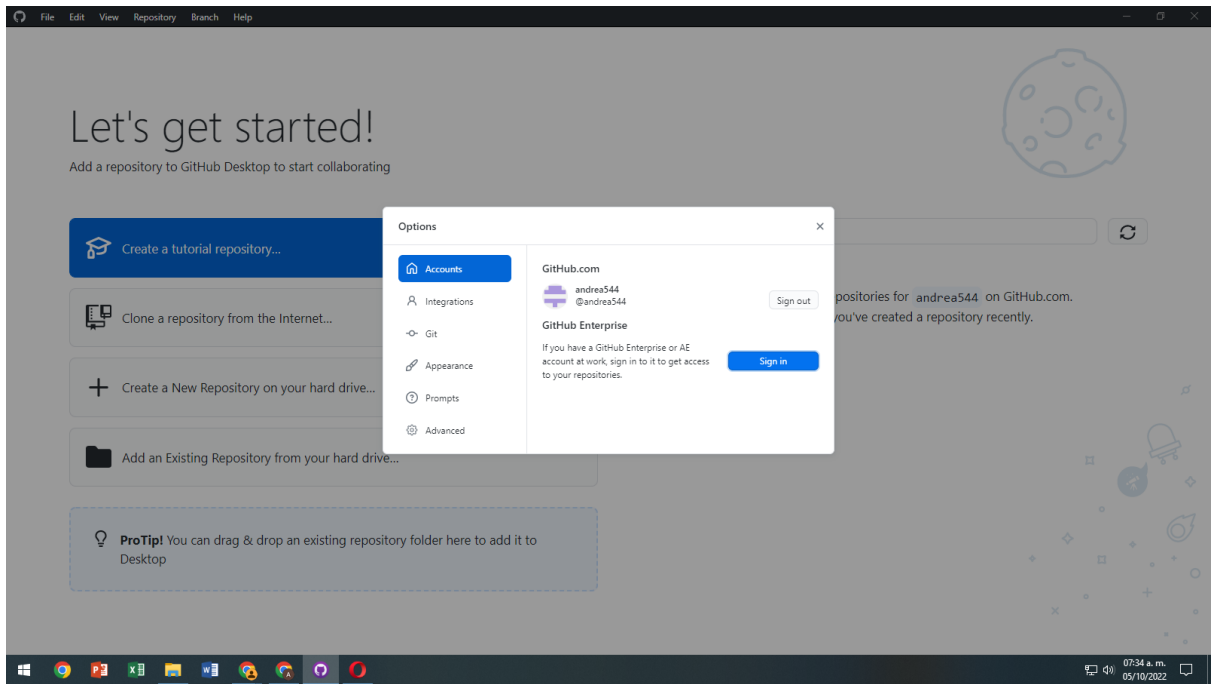 File Edit View Repository Branch Help
Let's get started!
Add a repository to GitHub Desktop to start collaborating
Create a tutorial repository...
Clone a repository from the Internet...
Create a New Repository on your hard drive...
Add an Existing Repository from your hard drive...
ProTip! You can drag & drop an existing repository folder here to add it to
Desktop
Options
Accounts
Integrations
Git
Appearance
Prompts
Advanced
GitHub.com
andrea544
@andrea544
Sign out
GitHub Enterprise
If you have a GitHub Enterprise or AE
account at work, sign in to it to get access
to your repositories.
Sign in
positories for andrea544 on GitHub.com.
you've created a repository recently.
07:34 a. m.
05/10/2022